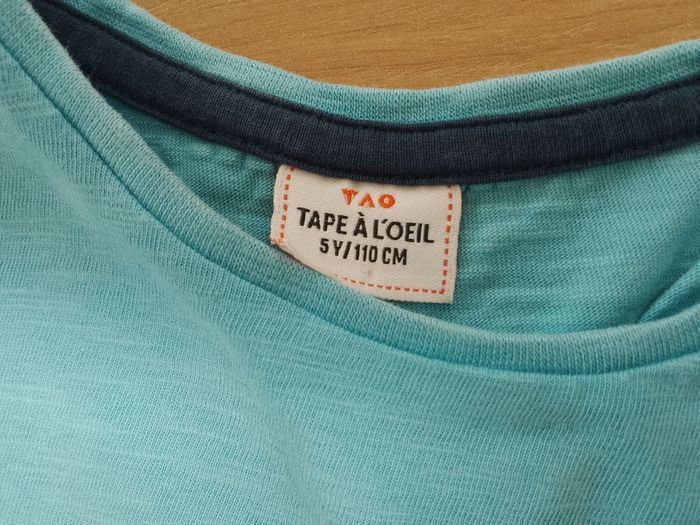 TAO
TAPE À L'OEIL
5 Y/110 CM